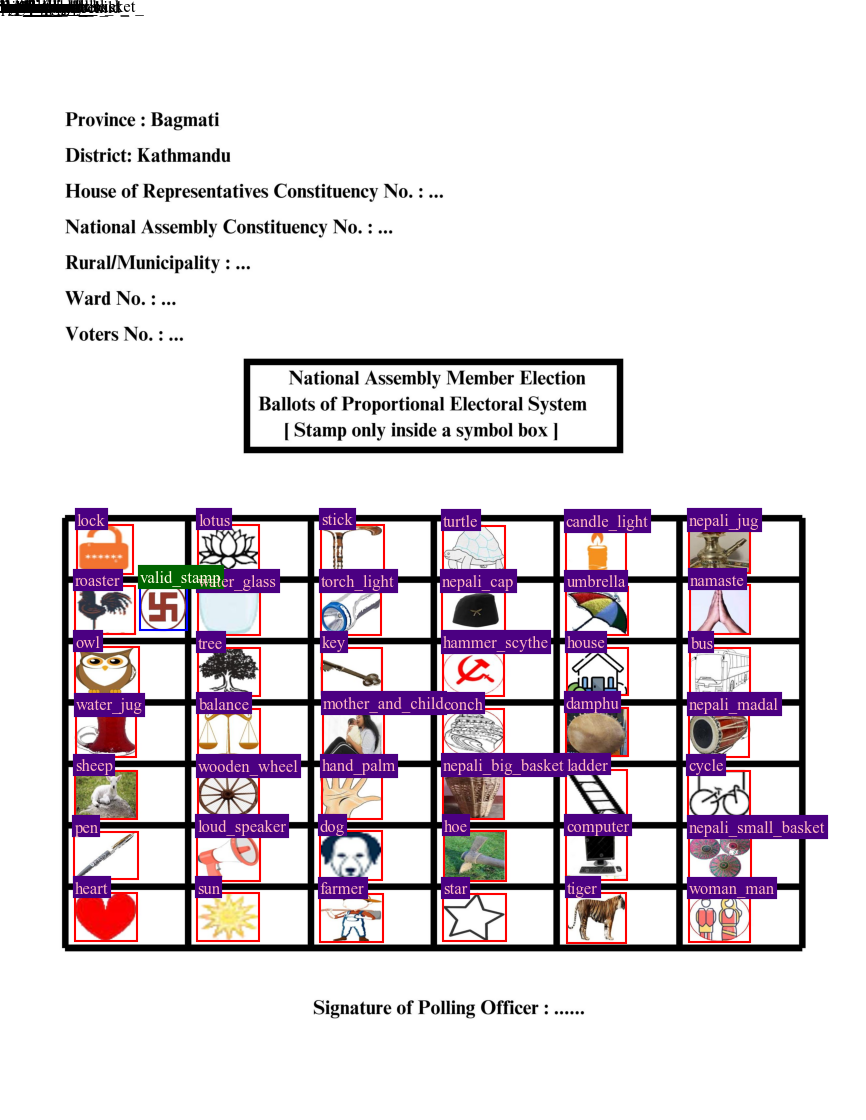 Province : Bagmati
District: Kathmandu
House of Representatives Constituency No. : ...
National Assembly Constituency No. : ...
Rural/Municipality : ...
Ward No. : ...
Voters No. : ...
National Assembly Member Election
Ballots of Proportional Electoral System
[ Stamp only inside a symbol box ]
lock lotus stick turtle candle_light nepali_jug
roaster valid_stamp water_glass torch_light nepali_cap umbrella namaste
owl tree key hammer_scythe house bus
water_jug balance mother_and_child conch damphu nepali_madal
sheep wooden_wheel hand_palm nepali_big_basket ladder cycle
pen loud_speaker dog hoe computer nepali_small_basket
heart sun farmer star tiger woman_man
Signature of Polling Officer : ......